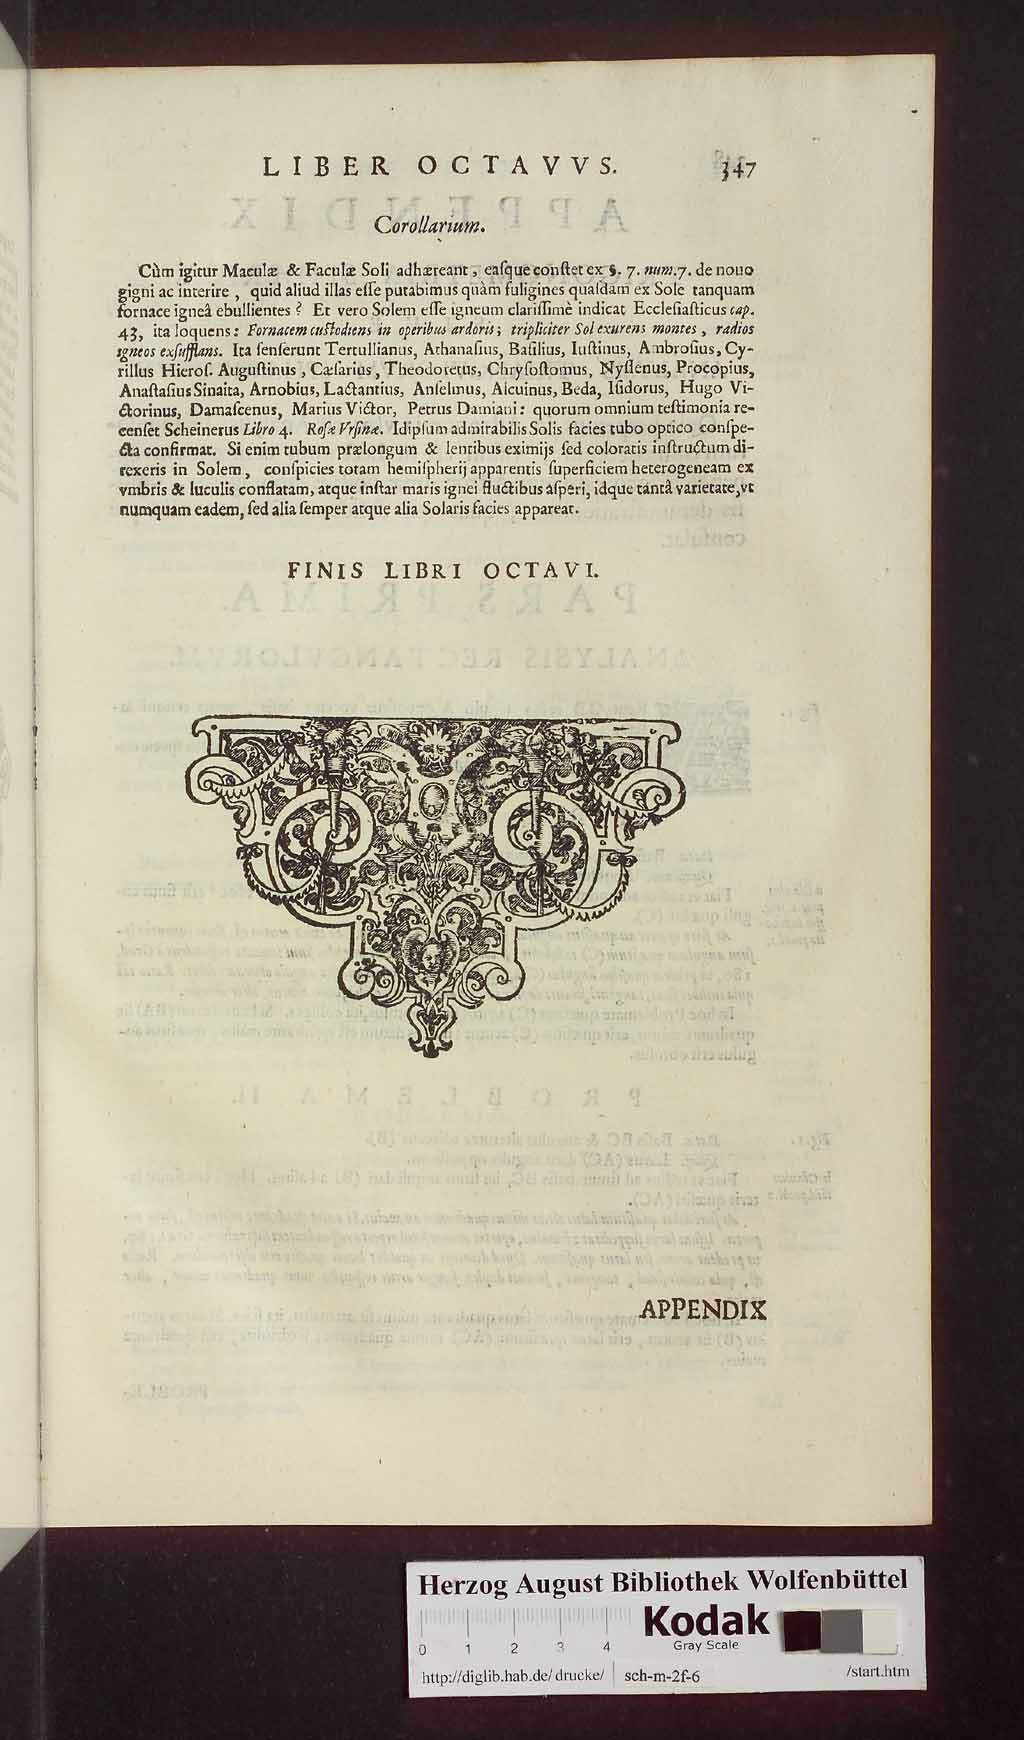 LIBER OCTAVVS. 347
Corollarium.
Cùm igitur Maculæ & Faculæ Soli adhæreant, eaſque conſtet ex §. 7. num. 7. de nouo
gigni ac interire, quid aliud illas eſſe putabimus quàm fuligines quaſdam ex Sole tanquam
fornace igneâ ebullientes? Et vero Solem eſſe igneum clariſſimè indicat Eccleſiaſticus cap.
43, ita loquens: Fornacem cuſtodiens in operibus ardoris; tripliciter Sol exurens montes, radios
igneos exſufflans. Ita ſenſerunt Tertullianus, Athanaſius, Baſilius, Iuſtinus, Ambroſius, Cy-
rillus Hieroſ. Auguſtinus, Cæſarius, Theodoretus, Chryſoſtomus, Nyſſenus, Procopius,
Anaſtaſius Sinaita, Arnobius, Lactantius, Anſelmus, Alcuinus, Beda, Iſidorus, Hugo Vi-
ctorinus, Damaſcenus, Marius Victor, Petrus Damiani: quorum omnium teſtimonia re-
cenſet Scheinerus Libro 4. Roſæ Vrſinæ. Idipſum admirabilis Solis facies tubo optico conſpe-
cta confirmat. Si enim tubum prælongum & lentibus eximijs ſed coloratis inſtructum di-
rexeris in Solem, conſpicies totam hemiſpherij apparentis ſuperficiem heterogeneam ex
vmbris & luculis conflatam, atque inſtar maris ignei fluctibus aſperi, idque tantâ varietate, vt
numquam eadem, ſed alia ſemper atque alia Solaris facies appareat.
FINIS LIBRI OCTAVI.
APPENDIX
Herzog August Bibliothek Wolfenbüttel
Kodak
Gray Scale
0 1 2 3 4
http://diglib.hab.de/drucke/ sch-m-2f-6 /start.htm